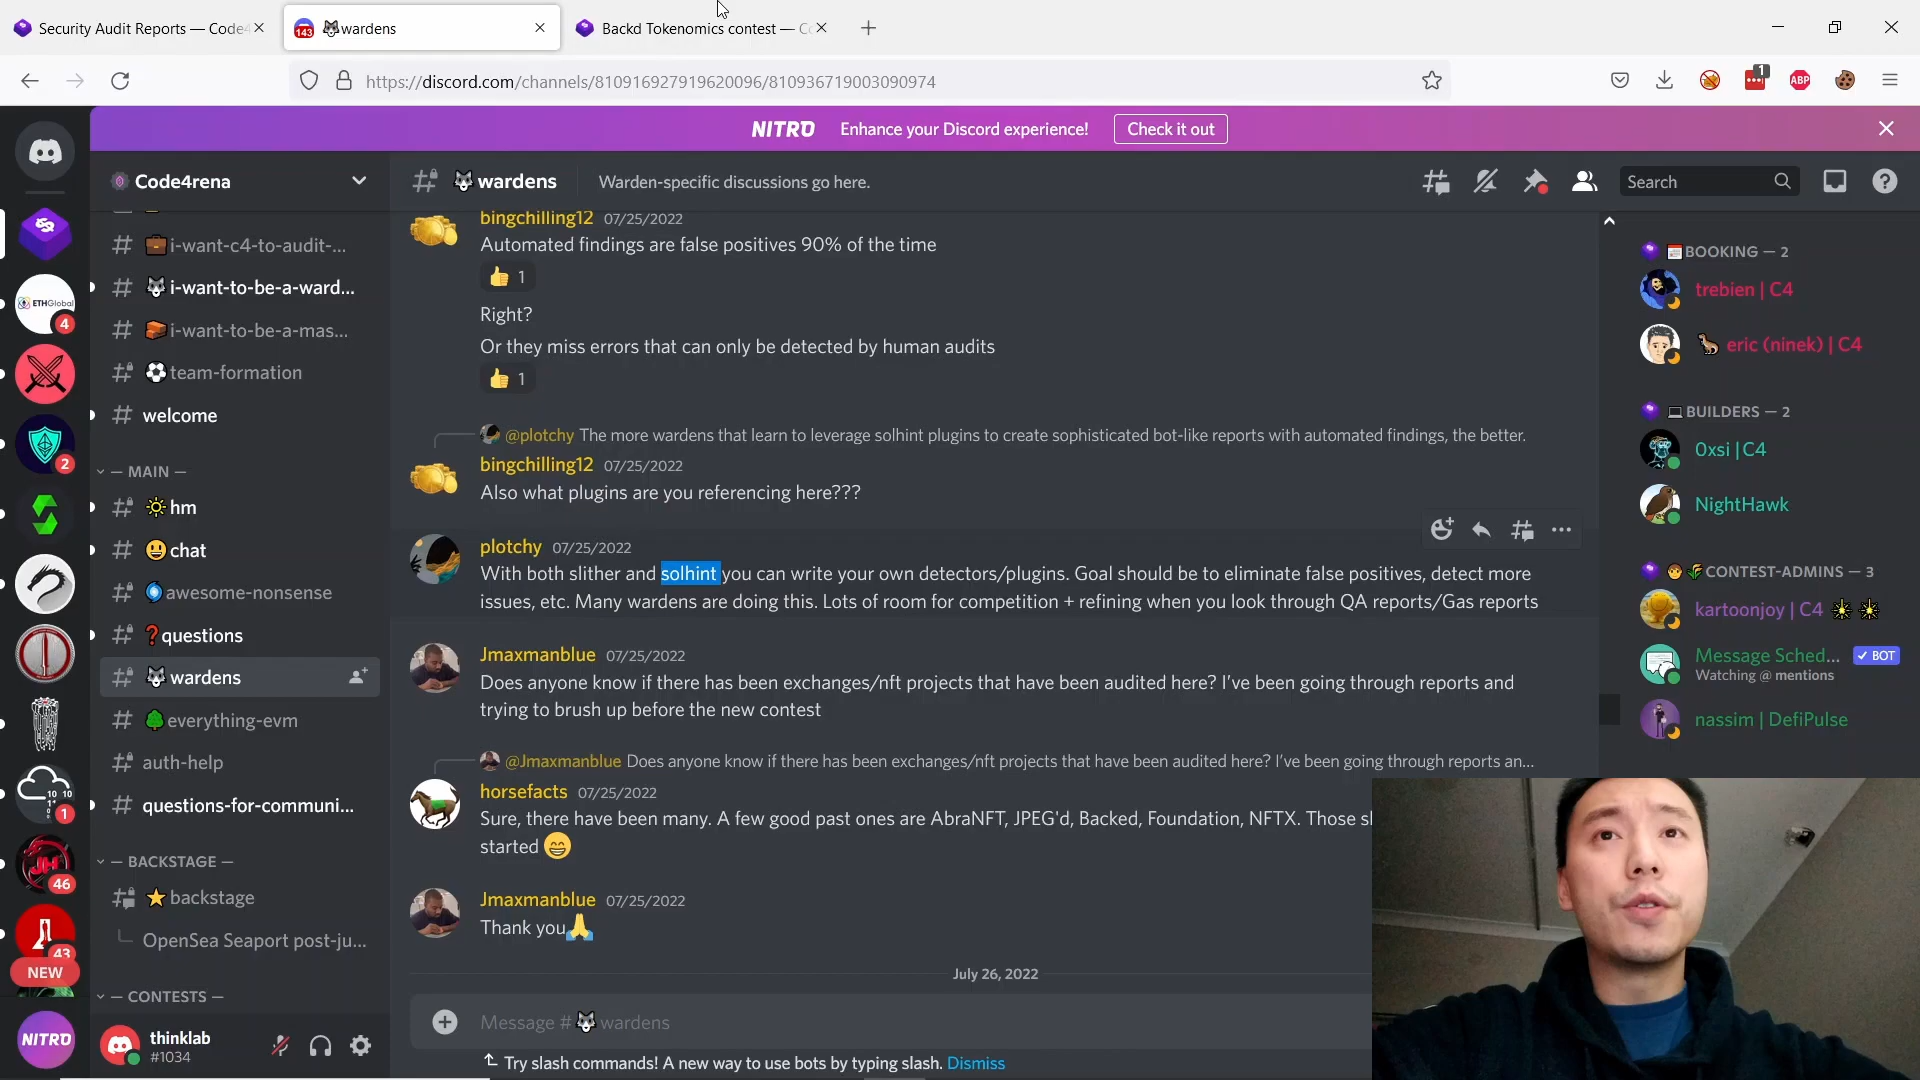 Security Audit Reports — Code4
143
🐺wardens
Backd Tokenomics contest — Co
https://discord.com/channels/810916927919620096/810936719003090974
1
ABP
NITRO
Enhance your Discord experience!
Check it out
Code4rena
🐺wardens
Warden-specific discussions go here.
Search
💼i-want-c4-to-audit-...
🐺i-want-to-be-a-ward...
🧱i-want-to-be-a-mas...
⚽team-formation
welcome
— MAIN —
🔆hm
😃chat
🌀awesome-nonsense
❓questions
🐺wardens
🌳everything-evm
auth-help
questions-for-communi...
— BACKSTAGE —
⭐backstage
OpenSea Seaport post-ju...
— CONTESTS —
thinklab
#1034
ETHGlobal
4
2
10 10
1
JH
46
43
NEW
NITRO
bingchilling12 07/25/2022
Automated findings are false positives 90% of the time
👍 1
Right?
Or they miss errors that can only be detected by human audits
👍 1
@plotchy The more wardens that learn to leverage solhint plugins to create sophisticated bot-like reports with automated findings, the better.
bingchilling12 07/25/2022
Also what plugins are you referencing here???
plotchy 07/25/2022
With both slither and solhint you can write your own detectors/plugins. Goal should be to eliminate false positives, detect more
issues, etc. Many wardens are doing this. Lots of room for competition + refining when you look through QA reports/Gas reports
Jmaxmanblue 07/25/2022
Does anyone know if there has been exchanges/nft projects that have been audited here? I've been going through reports and
trying to brush up before the new contest
@Jmaxmanblue Does anyone know if there has been exchanges/nft projects that have been audited here? I've been going through reports an...
horsefacts 07/25/2022
Sure, there have been many. A few good past ones are AbraNFT, JPEG'd, Backed, Foundation, NFTX. Those
started 😄
Jmaxmanblue 07/25/2022
Thank you🙏
July 26, 2022
Message #🐺wardens
Try slash commands! A new way to use bots by typing slash. Dismiss
BOOKING — 2
trebien | C4
eric (ninek) | C4
BUILDERS — 2
0xsi | C4
NightHawk
CONTEST-ADMINS — 3
kartoonjoy | C4
Message Sched... ✓ BOT
Watching @ mentions
nassim | DefiPulse